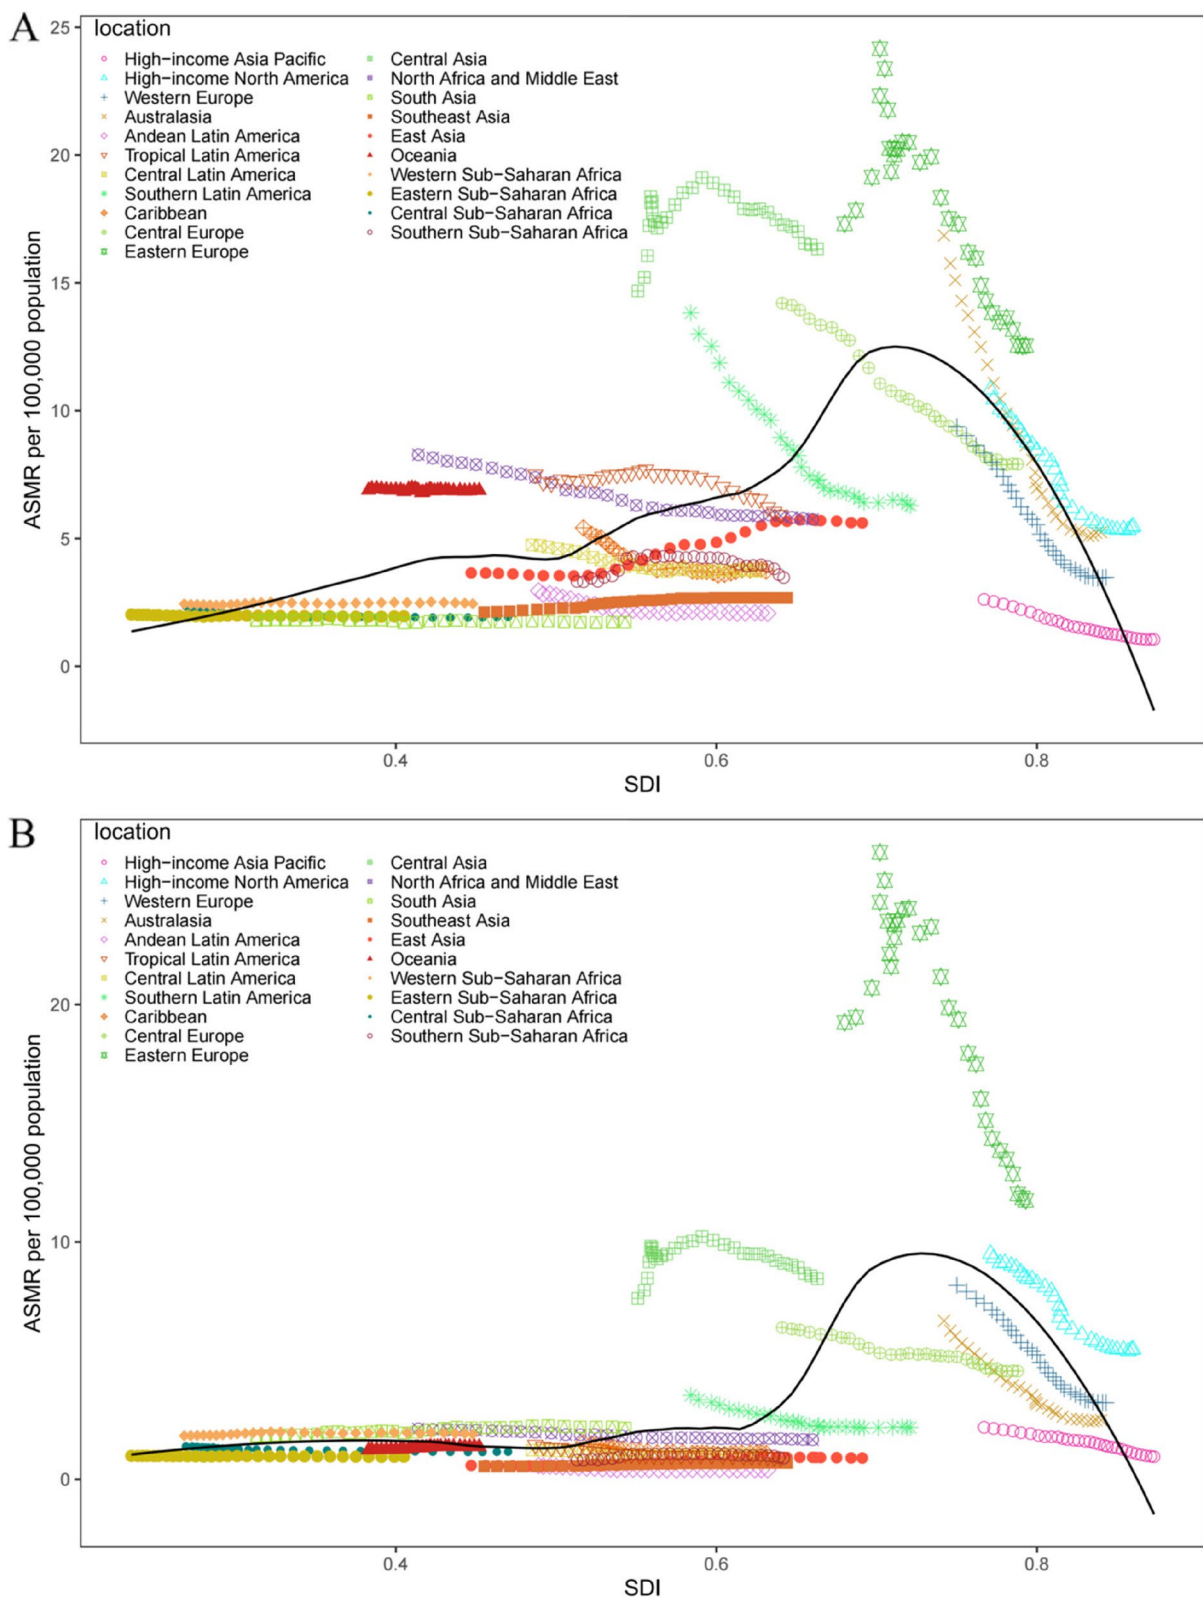 A
25
location
High-income Asia Pacific
Central Asia
High-income North America
North Africa and Middle East
Western Europe
South Asia
Australasia
Southeast Asia
Andean Latin America
East Asia
Tropical Latin America
Oceania
Central Latin America
Western Sub-Saharan Africa
Southern Latin America
Eastern Sub-Saharan Africa
Caribbean
Central Sub-Saharan Africa
Central Europe
Southern Sub-Saharan Africa
Eastern Europe
20
15
10
5
0
ASMR per 100,000 population
0.4
0.6
0.8
SDI
B
location
High-income Asia Pacific
Central Asia
High-income North America
North Africa and Middle East
Western Europe
South Asia
Australasia
Southeast Asia
Andean Latin America
East Asia
Tropical Latin America
Oceania
Central Latin America
Western Sub-Saharan Africa
Southern Latin America
Eastern Sub-Saharan Africa
Caribbean
Central Sub-Saharan Africa
Central Europe
Southern Sub-Saharan Africa
Eastern Europe
20
10
0
ASMR per 100,000 population
0.4
0.6
0.8
SDI